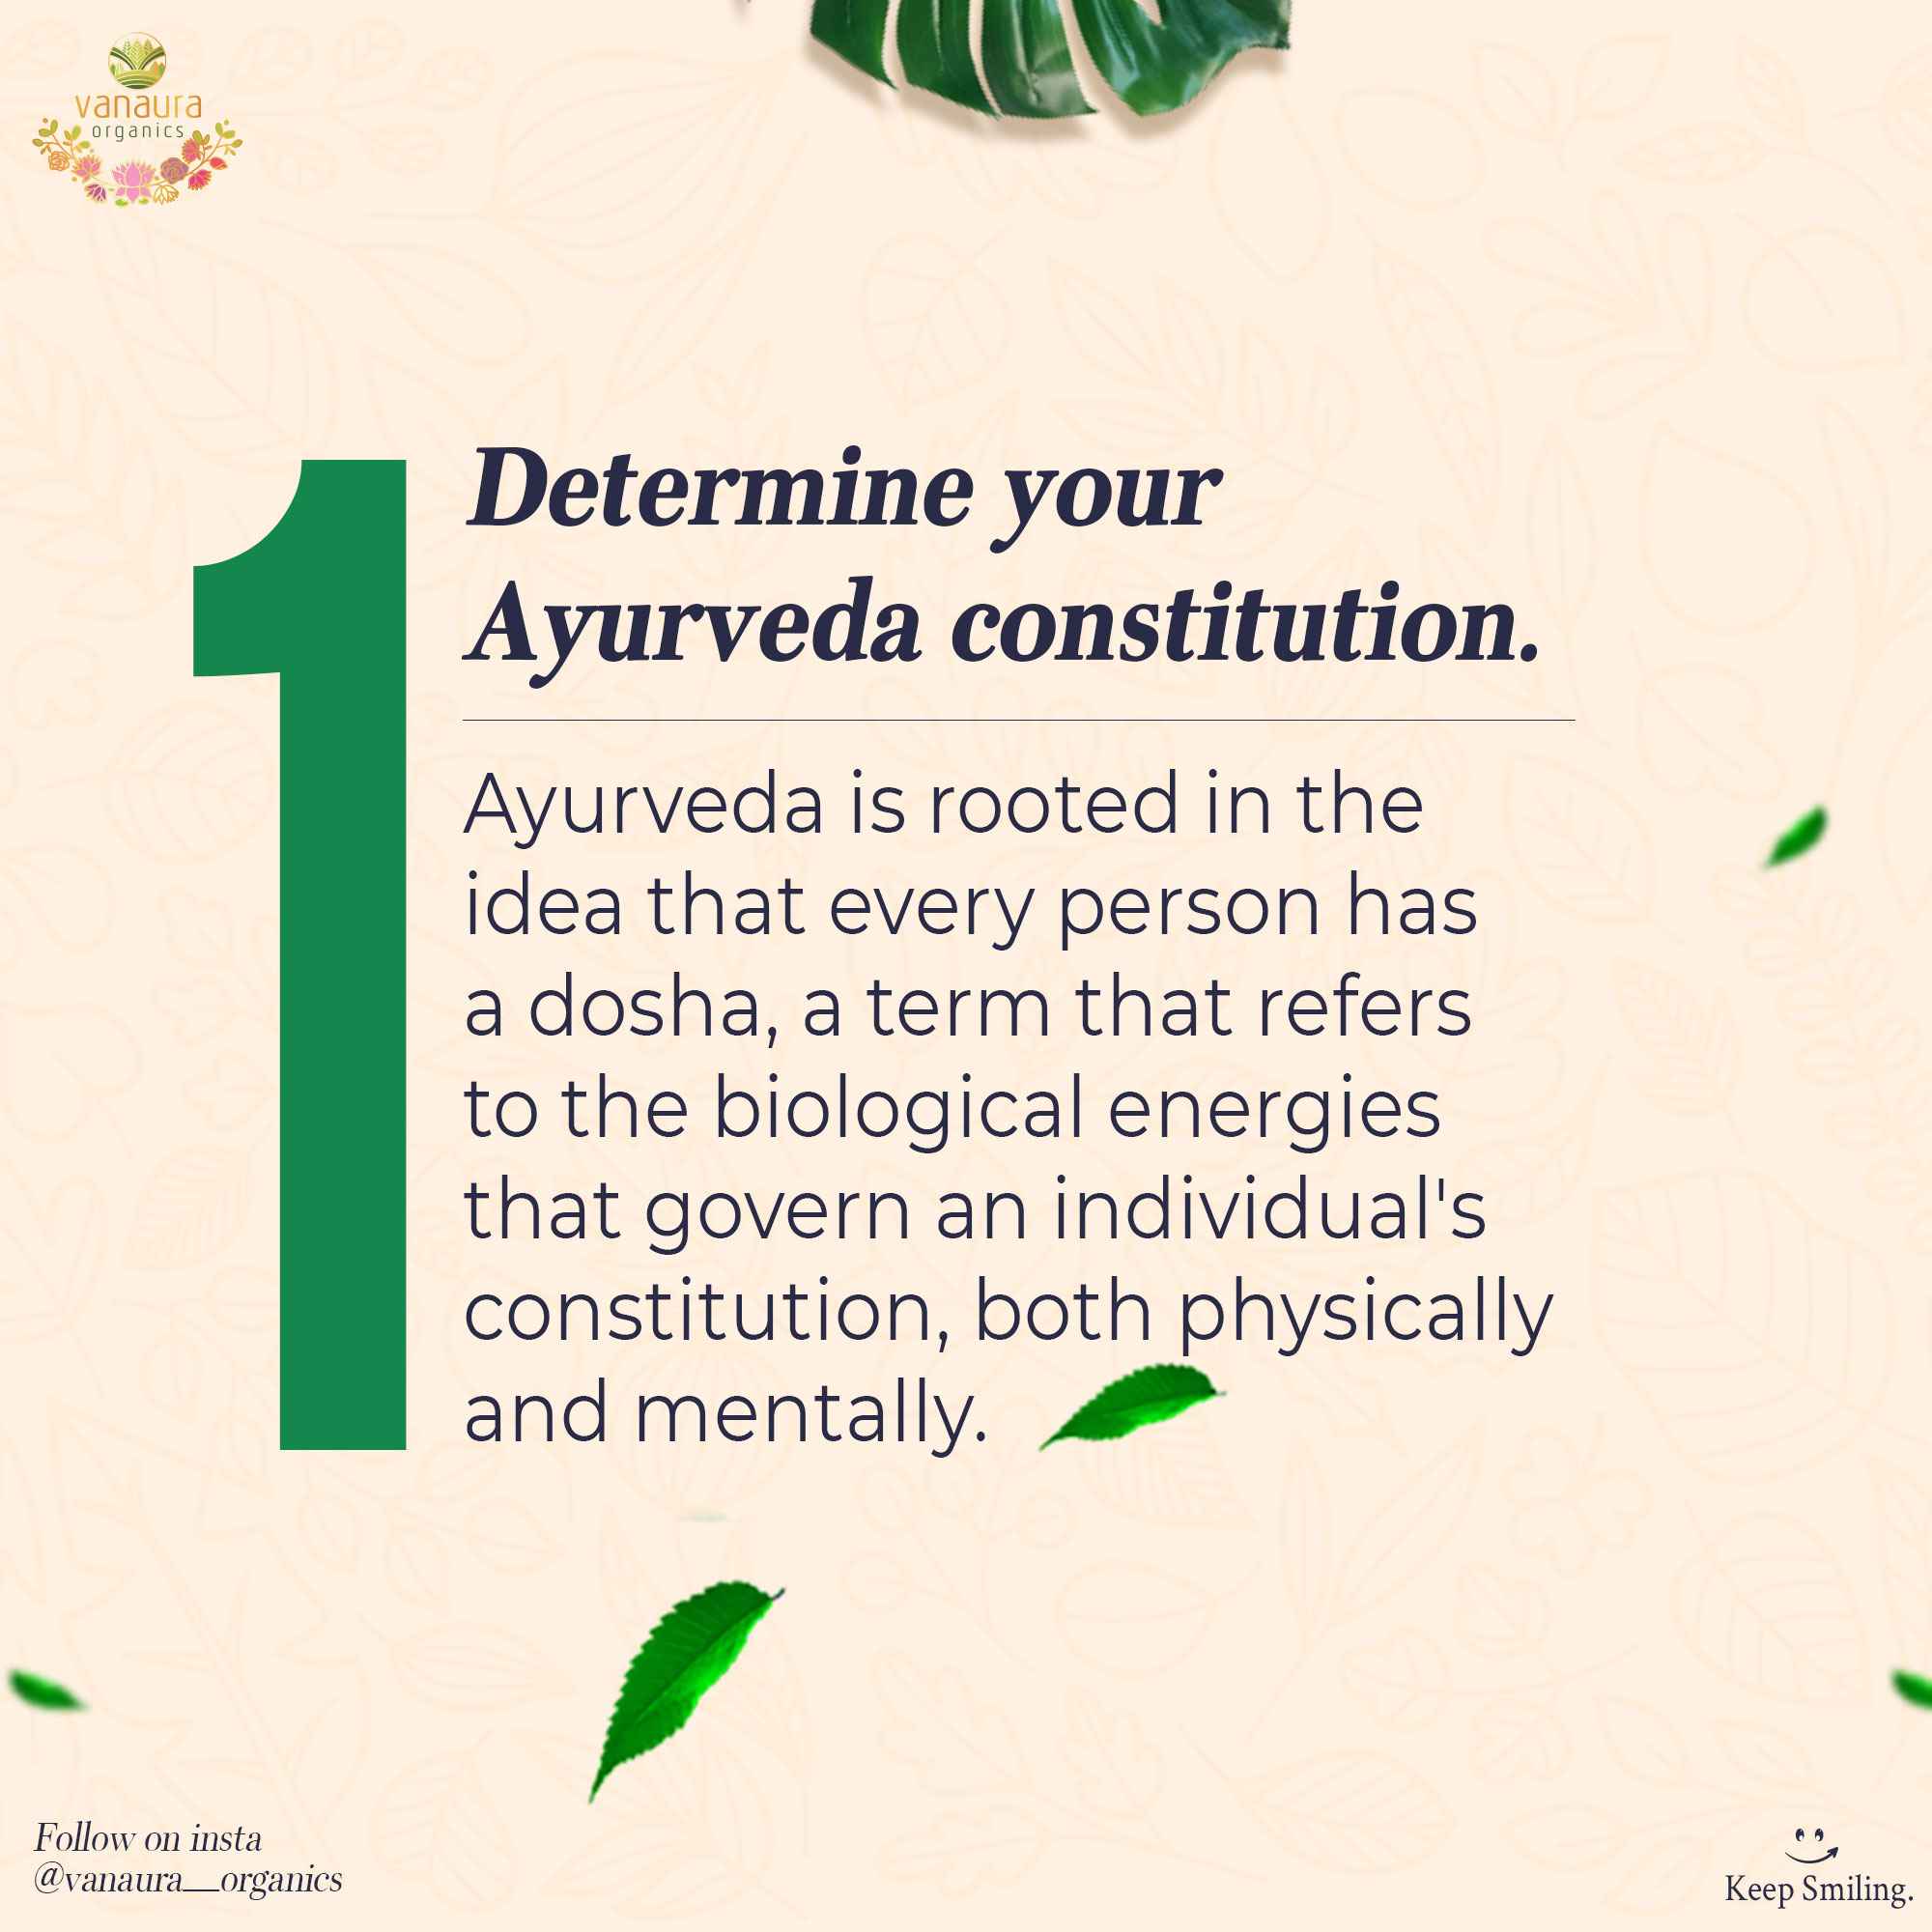 vanaura
organics
1
Determine your
Ayurveda constitution.
Ayurveda is rooted in the
idea that every person has
a dosha, a term that refers
to the biological energies
that govern an individual's
constitution, both physically
and mentally.
Follow on insta
@vanaura__organics
Keep Smiling.